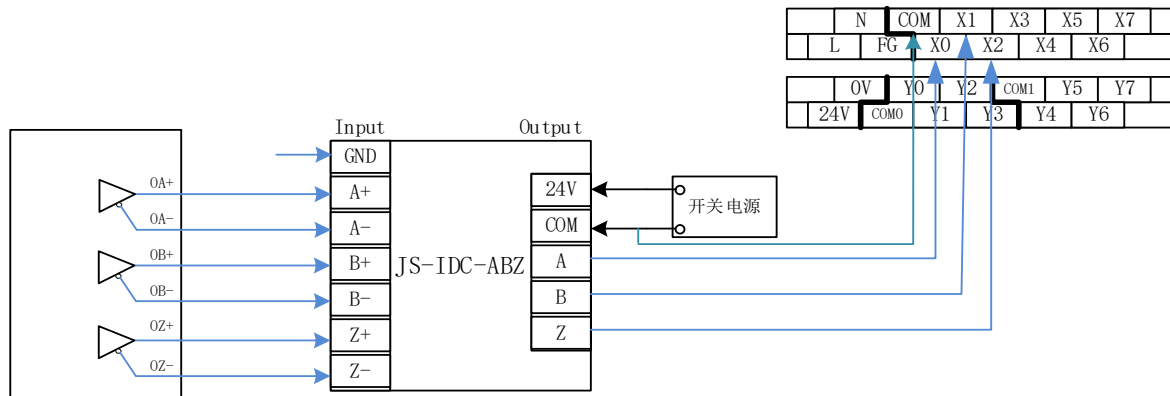 N COM X1 X3 X5 X7
L FG X0 X2 X4 X6
0V Y0 Y2 COM1 Y5 Y7
24V COM0 Y1 Y3 Y4 Y6
Input Output
GND
OA+ A+ 24V
开关电源
OA- A- COM
OB+ B+ JS-IDC-ABZ A
OB- B- B
OZ+ Z+ Z
OZ- Z-